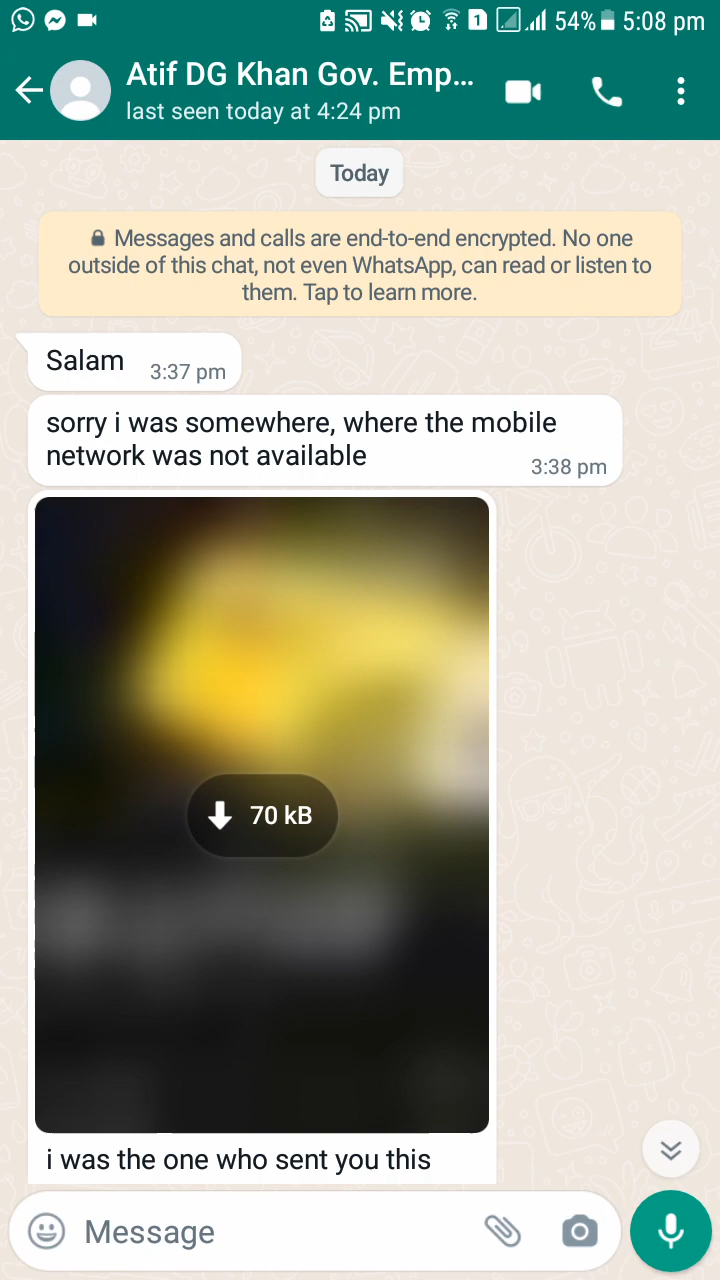 54% 5:08 pm
Atif DG Khan Gov. Emp...
last seen today at 4:24 pm
Today
Messages and calls are end-to-end encrypted. No one
outside of this chat, not even WhatsApp, can read or listen to
them. Tap to learn more.
Salam 3:37 pm
sorry i was somewhere, where the mobile
network was not available
3:38 pm
70 kB
i was the one who sent you this
Message